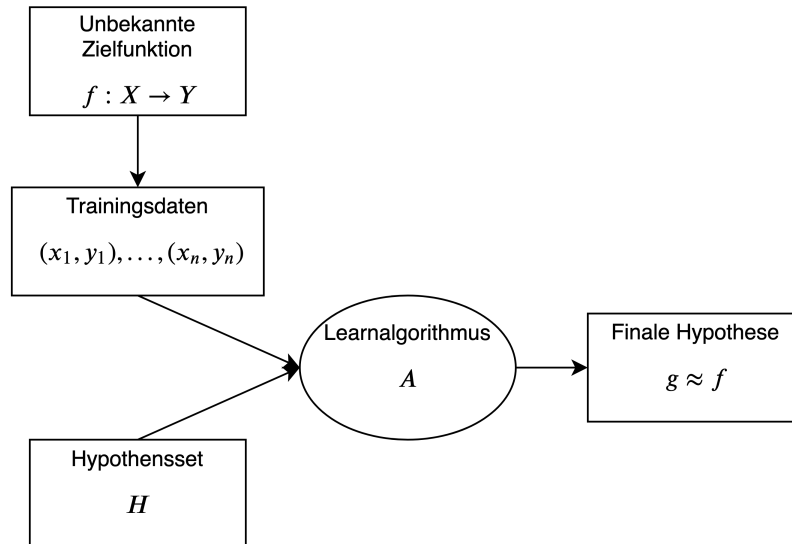 Unbekannte
Zielfunktion
f : X → Y
Trainingsdaten
(x₁, y₁), . . . , (xₙ, yₙ)
Learnalgorithmus
A
Finale Hypothese
g ≈ f
Hypothensset
H